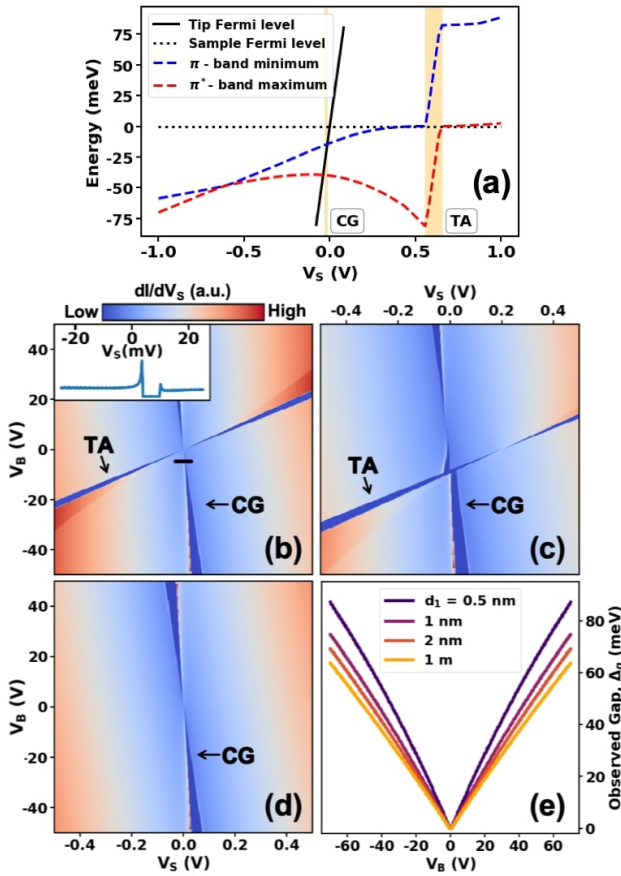 Tip Fermi level
Sample Fermi level
π - band minimum
π*- band maximum
Energy (meV)
75
50
25
0
-25
-50
-75
(a)
CG
TA
-1.0 -0.5 0.0 0.5 1.0
V_S (V)
dI/dV_S (a.u.)
Low High
-25 0 25
V_S(mV)
V_B (V)
40
20
0
-20
-40
TA
CG
(b)
V_S (V)
-0.4 -0.2 0.0 0.2 0.4
TA
CG
(c)
V_B (V)
40
20
0
-20
-40
CG
(d)
-0.4 -0.2 0.0 0.2 0.4
V_S (V)
d₁ = 0.5 nm
1 nm
2 nm
1 m
(e)
80
60
40
20
0
Observed Gap, Δ_g (meV)
-60 -40 -20 0 20 40 60
V_B (V)